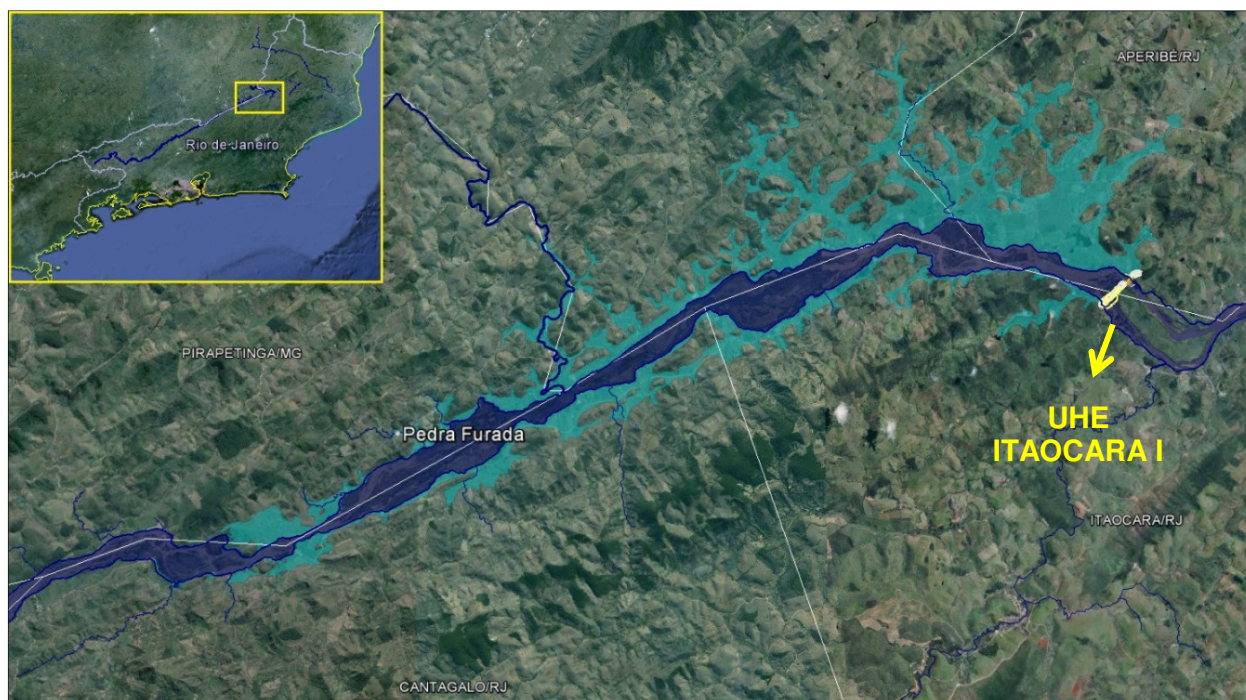 Rio de Janeiro
APERIBÉ/RJ
PIRAPETINGA/MG
Pedra Furada
UHE
ITAOCARA I
ITAOCARA/RJ
CANTAGALO/RJ